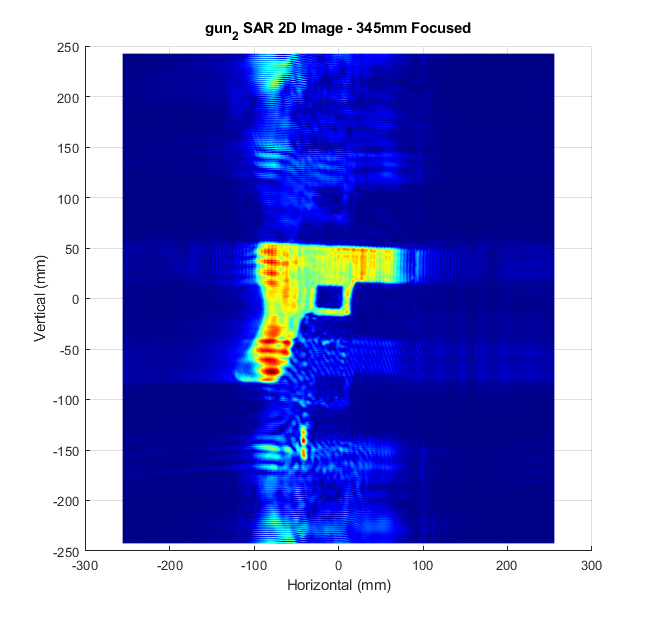 gun2 SAR 2D Image - 345mm Focused
250
200
150
100
50
0
-50
-100
-150
-200
-250
Vertical (mm)
-300 -200 -100 0 100 200 300
Horizontal (mm)